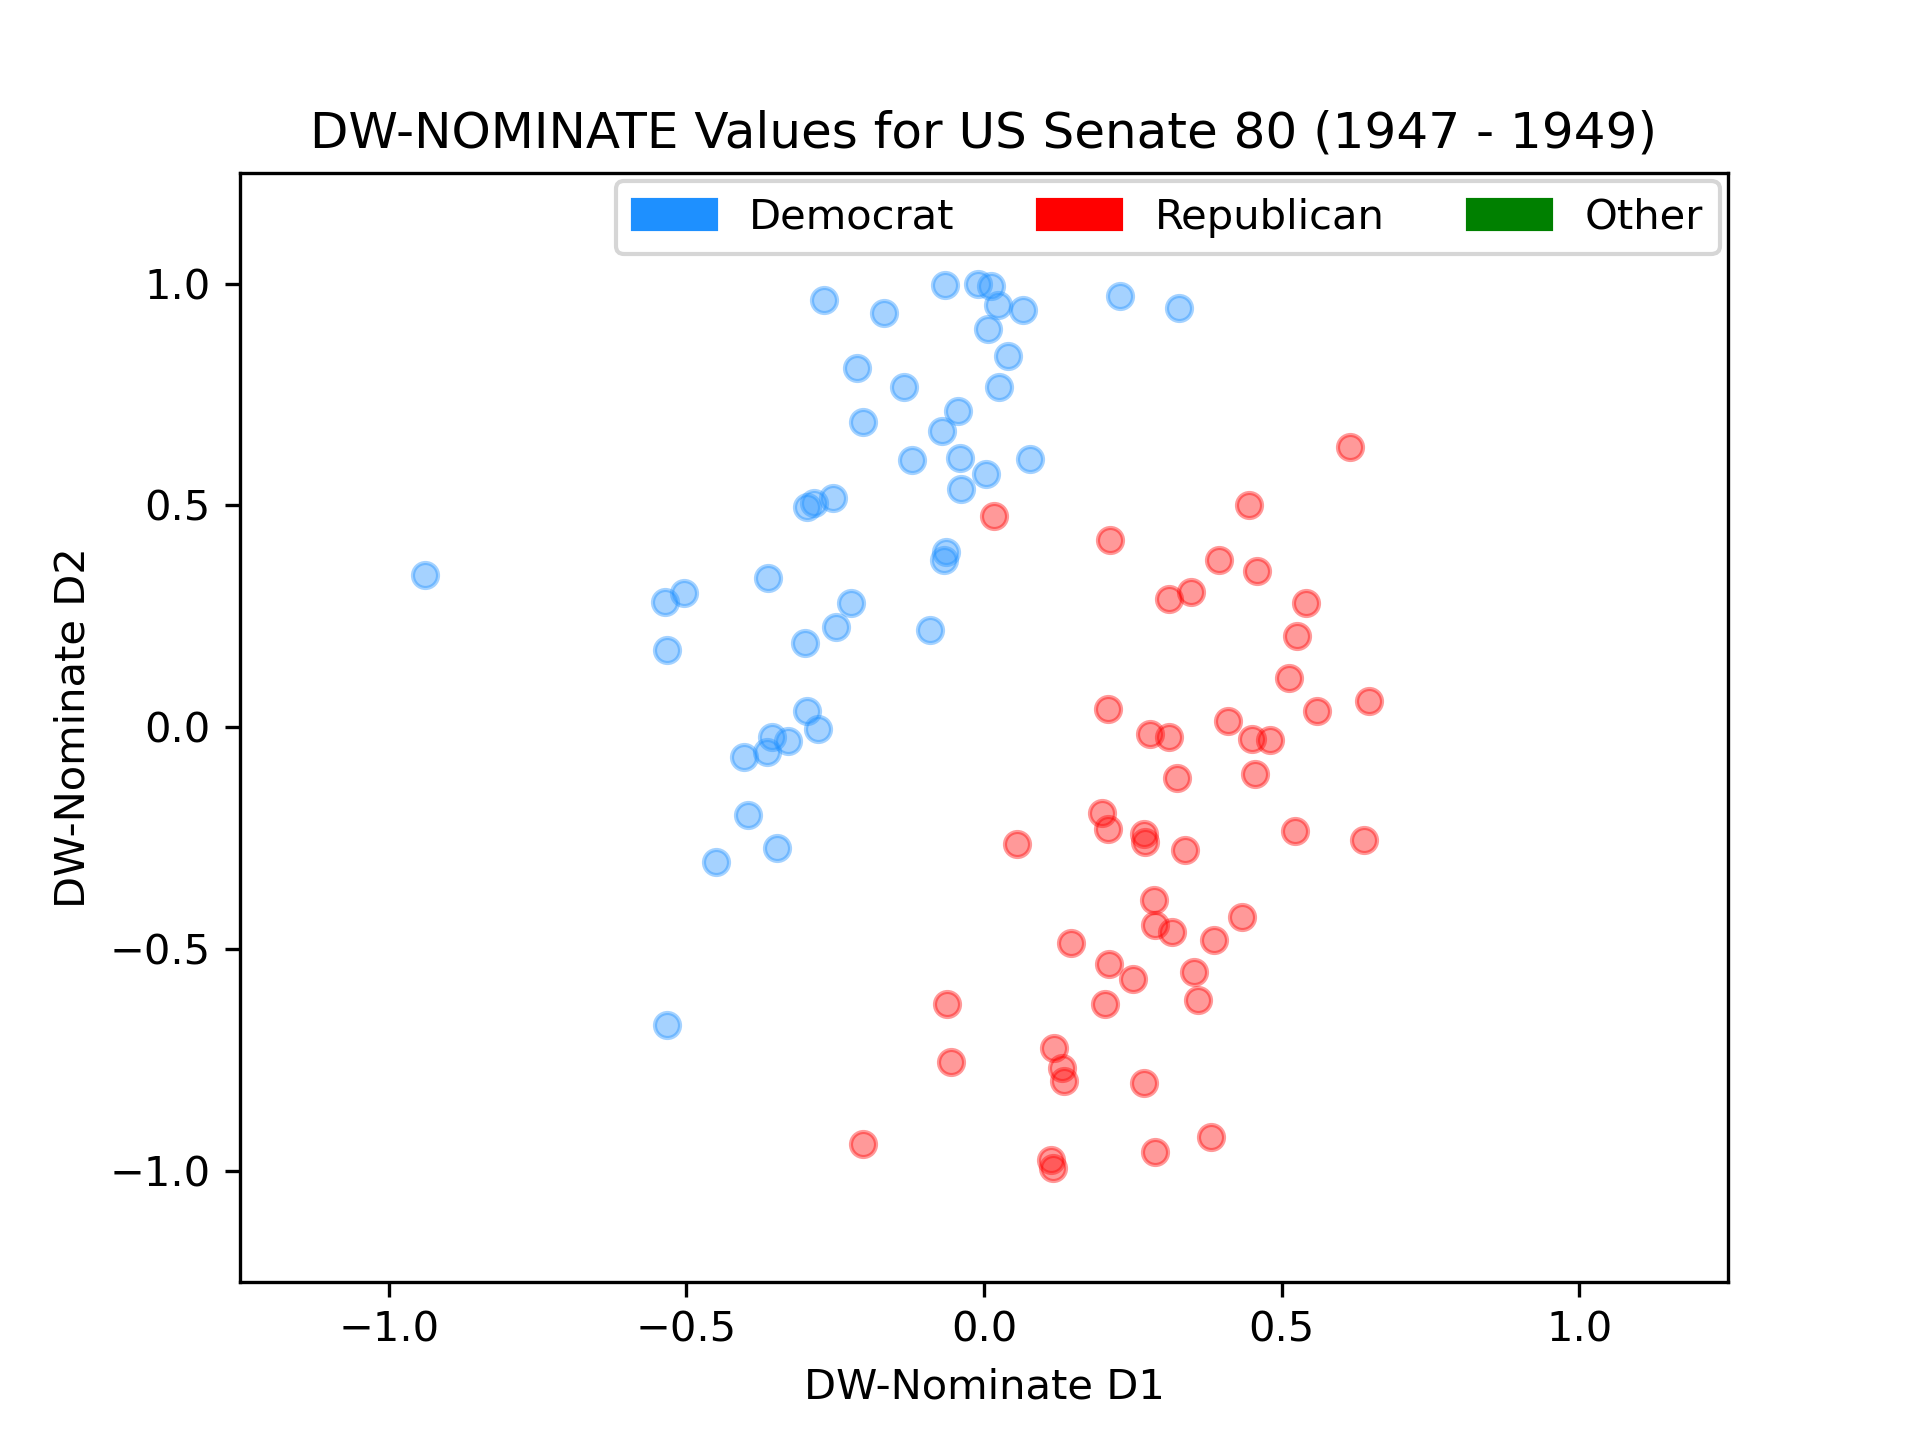 DW-NOMINATE Values for US Senate 80 (1947 - 1949)
Democrat Republican Other
1.0
0.5
0.0
−0.5
−1.0
DW-Nominate D2
−1.0 −0.5 0.0 0.5 1.0
DW-Nominate D1